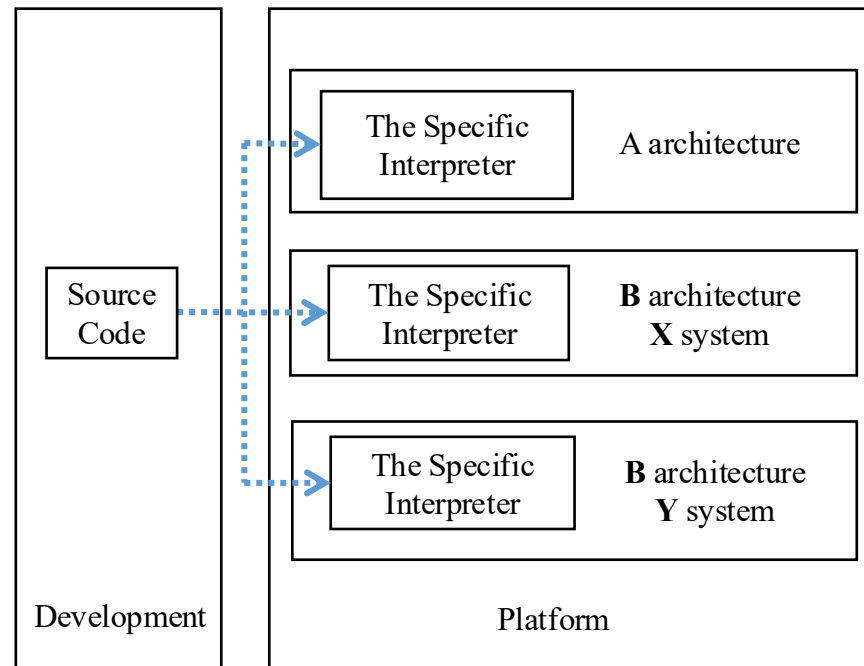 The Specific
Interpreter
A architecture
Source
Code
The Specific
Interpreter
B architecture
X system
The Specific
Interpreter
B architecture
Y system
Development
Platform